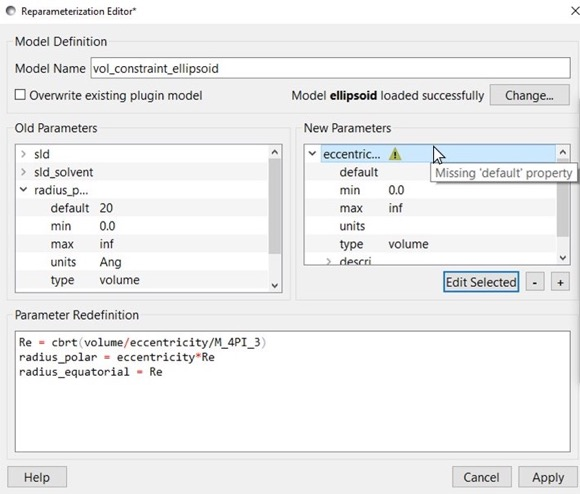 Reparameterization Editor*
Model Definition
Model Name vol_constraint_ellipsoid
Overwrite existing plugin model Model ellipsoid loaded successfully Change...
Old Parameters
sld
sld_solvent
radius_p...
default 20
min 0.0
max inf
units Ang
type volume
New Parameters
eccentric...
default
Missing 'default' property
min 0.0
max inf
units
type volume
descri
Edit Selected - +
Parameter Redefinition
Re = cbrt(volume/eccentricity/M_4PI_3)
radius_polar = eccentricity*Re
radius_equatorial = Re
Help Cancel Apply